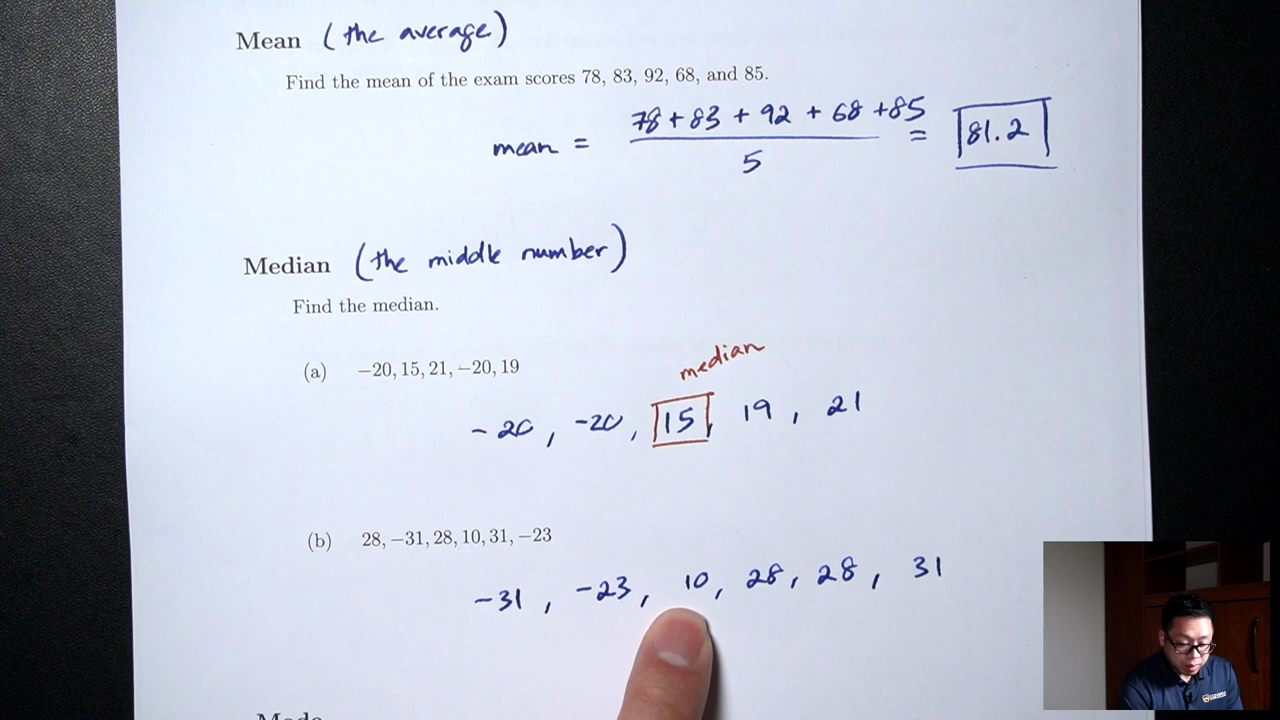 Mean (the average)
Find the mean of the exam scores 78, 83, 92, 68, and 85.
78 + 83 + 92 + 68 + 85
mean = = 81.2
5
Median (the middle number)
Find the median.
median
(a) −20, 15, 21, −20, 19
-20, -20, 15, 19, 21
(b) 28, −31, 28, 10, 31, −23
-31, -23, 10, 28, 28, 31